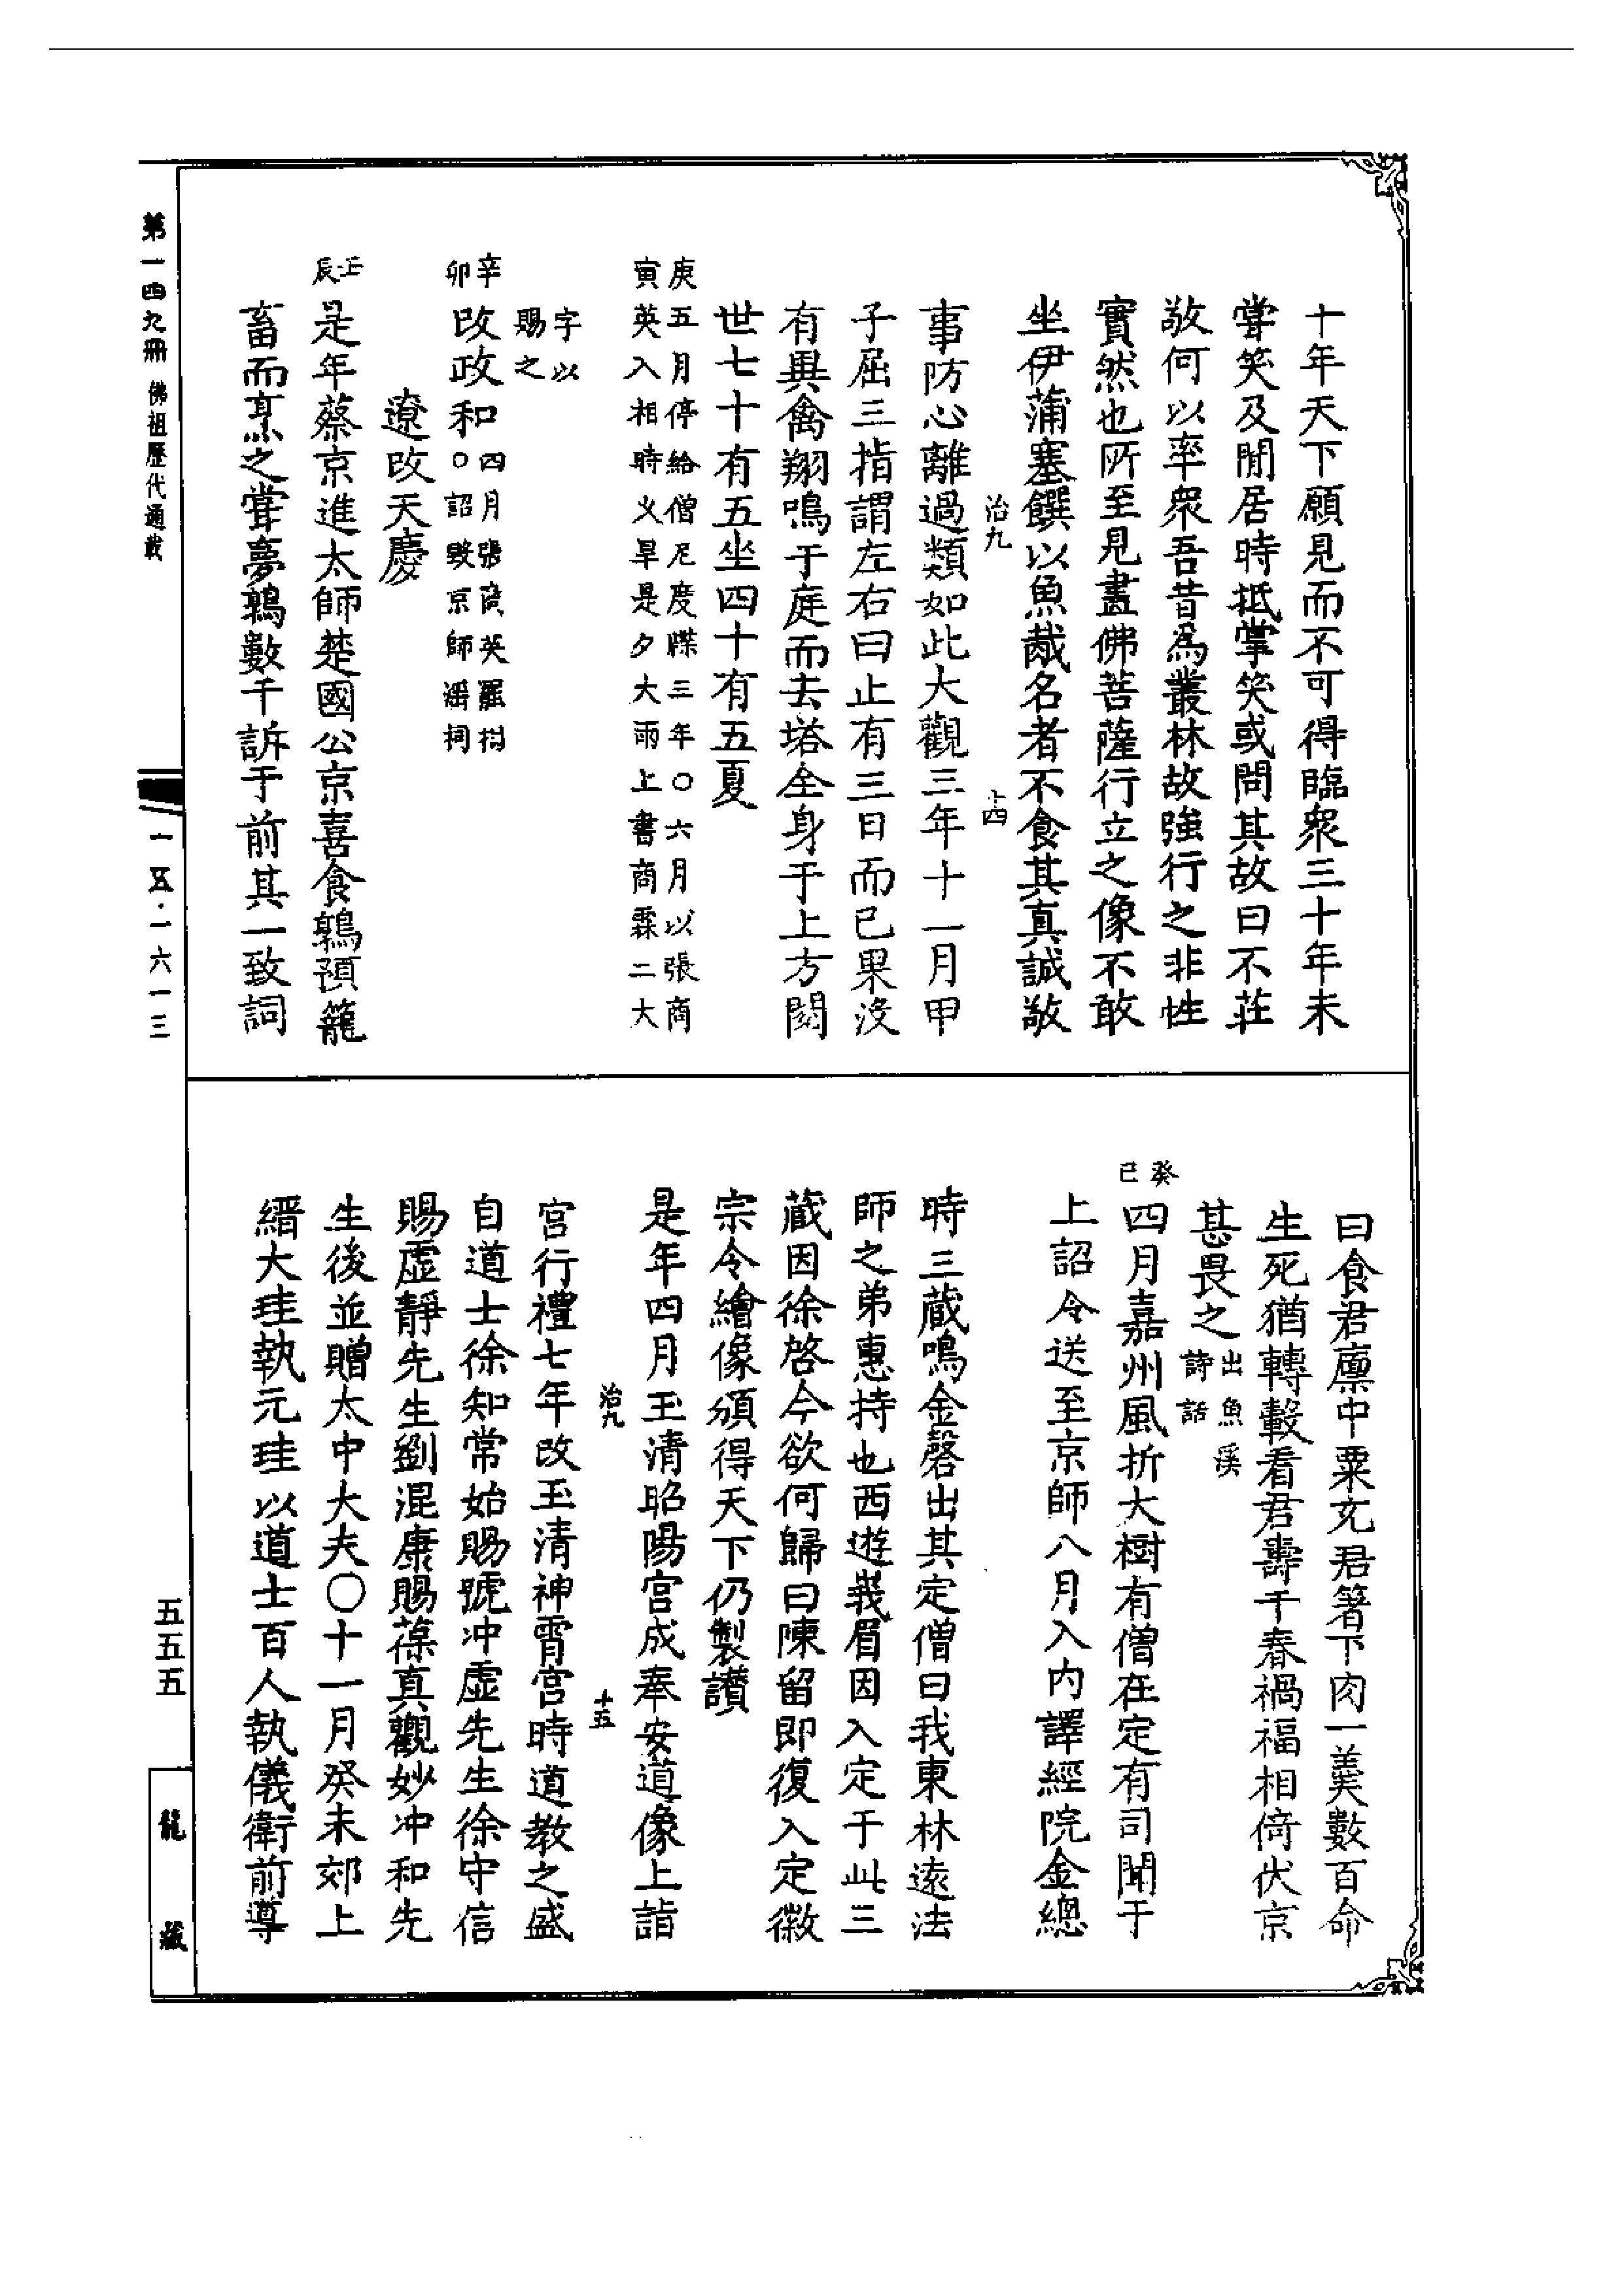 十年天下願見而不可得臨衆三十年未
甞笑及閒居時抵掌笑或問其故曰不莊
敬何以率衆吾昔為叢林故強行之非性
實然也所至見畫佛菩薩行立之像不敢
坐伊蒲塞饌以魚胾名者不食其真誠敬
治九 十四
事防心離過類如此大觀三年十一月甲
子屈三指謂左右曰止有三日而已果沒
有異禽翔鳴于庭而去塔全身于上方閱
世七十有五坐四十有五夏
庚寅
五月停給僧尼度牒三年〇六月以張商
英入相時久旱是夕大雨上書商霖二大
字以
賜之
辛卯
改政和
四月張商英罷相
〇詔毀京師淫祠
遼改天慶
壬辰
是年蔡京進太師楚國公京喜食鶉預籠
畜而烹之甞夢鶉數千訴于前其一致詞
曰食君廩中粟充君箸下肉一羹數百命
生死猶轉轂看君壽千春禍福相倚伏京
甚畏之
出魚溪
詩話
癸巳
四月嘉州風折大樹有僧在定有司聞于
上詔令送至京師八月入内譯經院金總
時三藏鳴金磬出其定僧曰我東林遠法
師之弟惠持也西遊峩眉因入定于此三
藏因徐啓今欲何歸曰陳留即復入定徽
宗令繪像頒得天下仍製讚
是年四月玉清昭陽宮成奉安道像上詣
治九 十五
宮行禮七年改玉清神霄宮時道教之盛
自道士徐知常始賜號冲虛先生徐守信
賜虛靜先生劉混康賜葆真觀妙冲和先
生後並贈太中大夫〇十一月癸未郊上
縉大珪執元珪以道士百人執儀衛前導
第一四九冊 佛祖歷代通載
一五·一六一三
五五五
龍藏